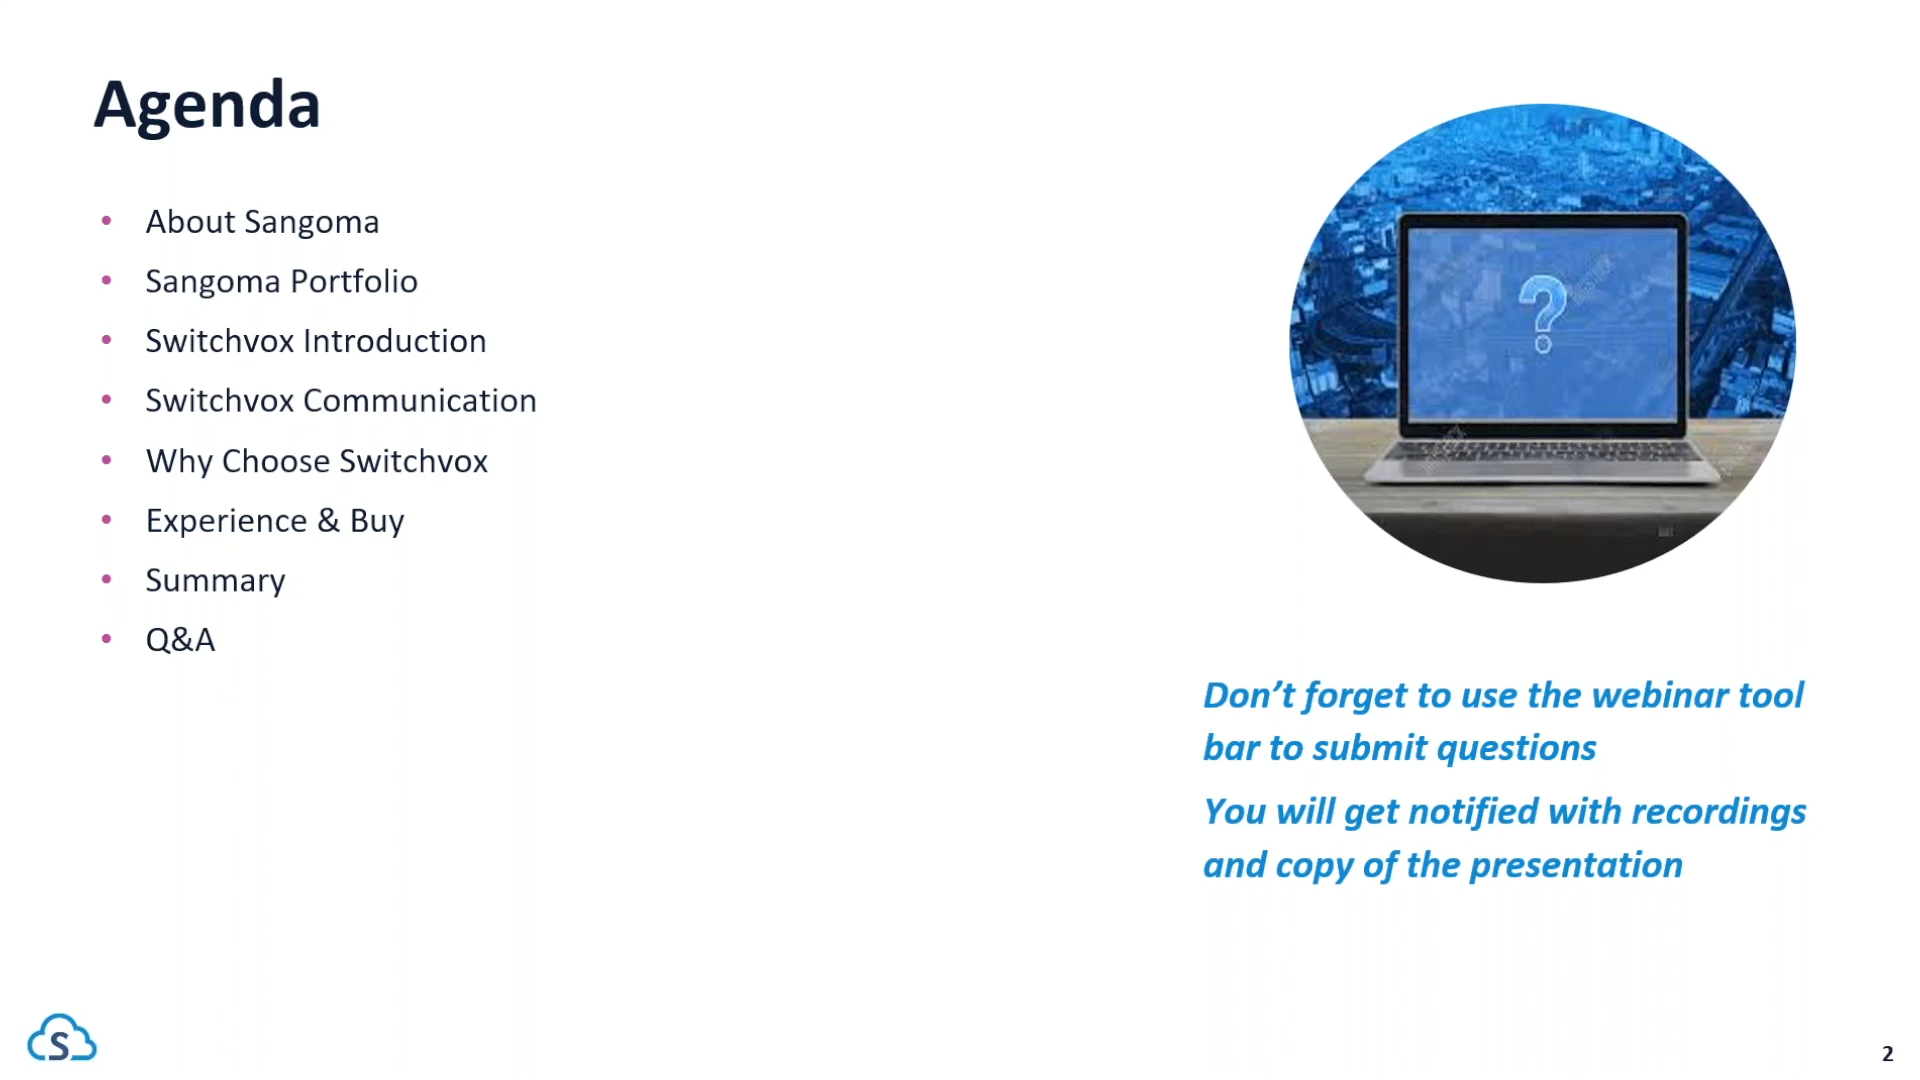 Agenda
• About Sangoma
• Sangoma Portfolio
• Switchvox Introduction
• Switchvox Communication
• Why Choose Switchvox
• Experience & Buy
• Summary
• Q&A
?
Don’t forget to use the webinar tool
bar to submit questions
You will get notified with recordings
and copy of the presentation
S
2